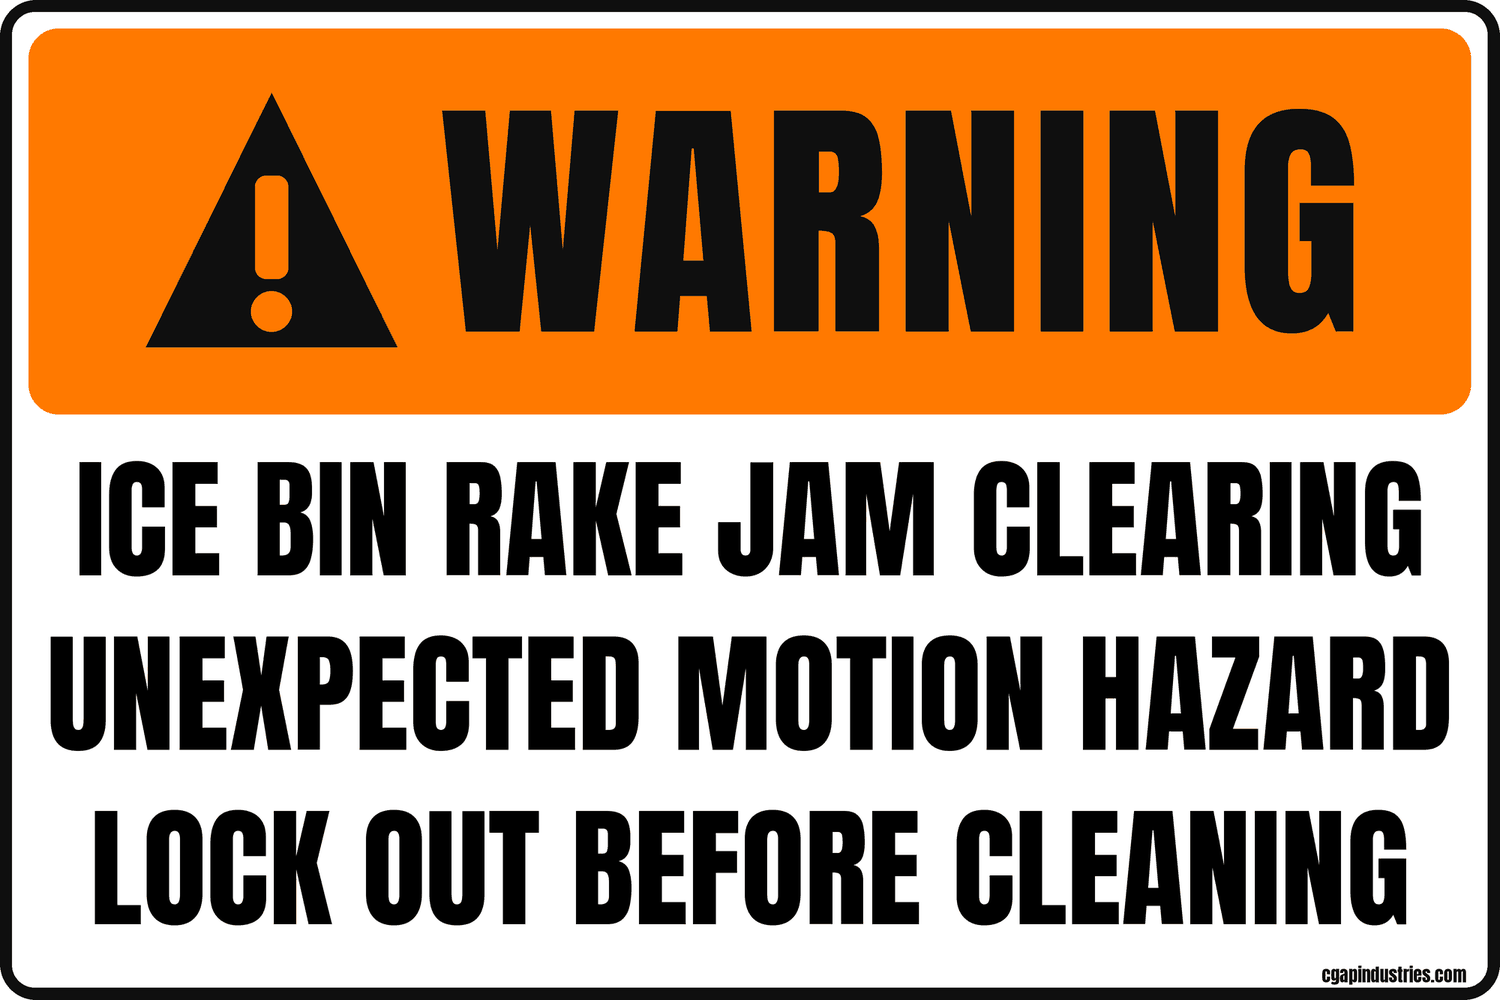 WARNING
ICE BIN RAKE JAM CLEARING
UNEXPECTED MOTION HAZARD
LOCK OUT BEFORE CLEANING
cgapindustries.com